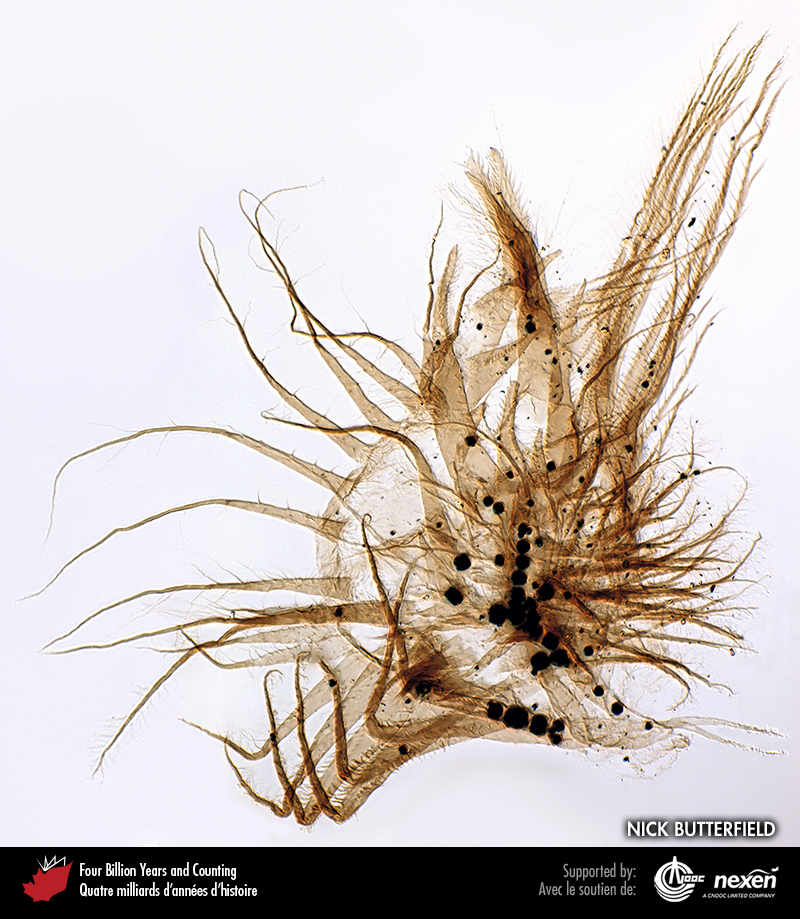 NICK BUTTERFIELD
Four Billion Years and Counting
Quatre milliards d'années d'histoire
Supported by:
Avec le soutien de:
CNOOC
nexen
A CNOOC LIMITED COMPANY